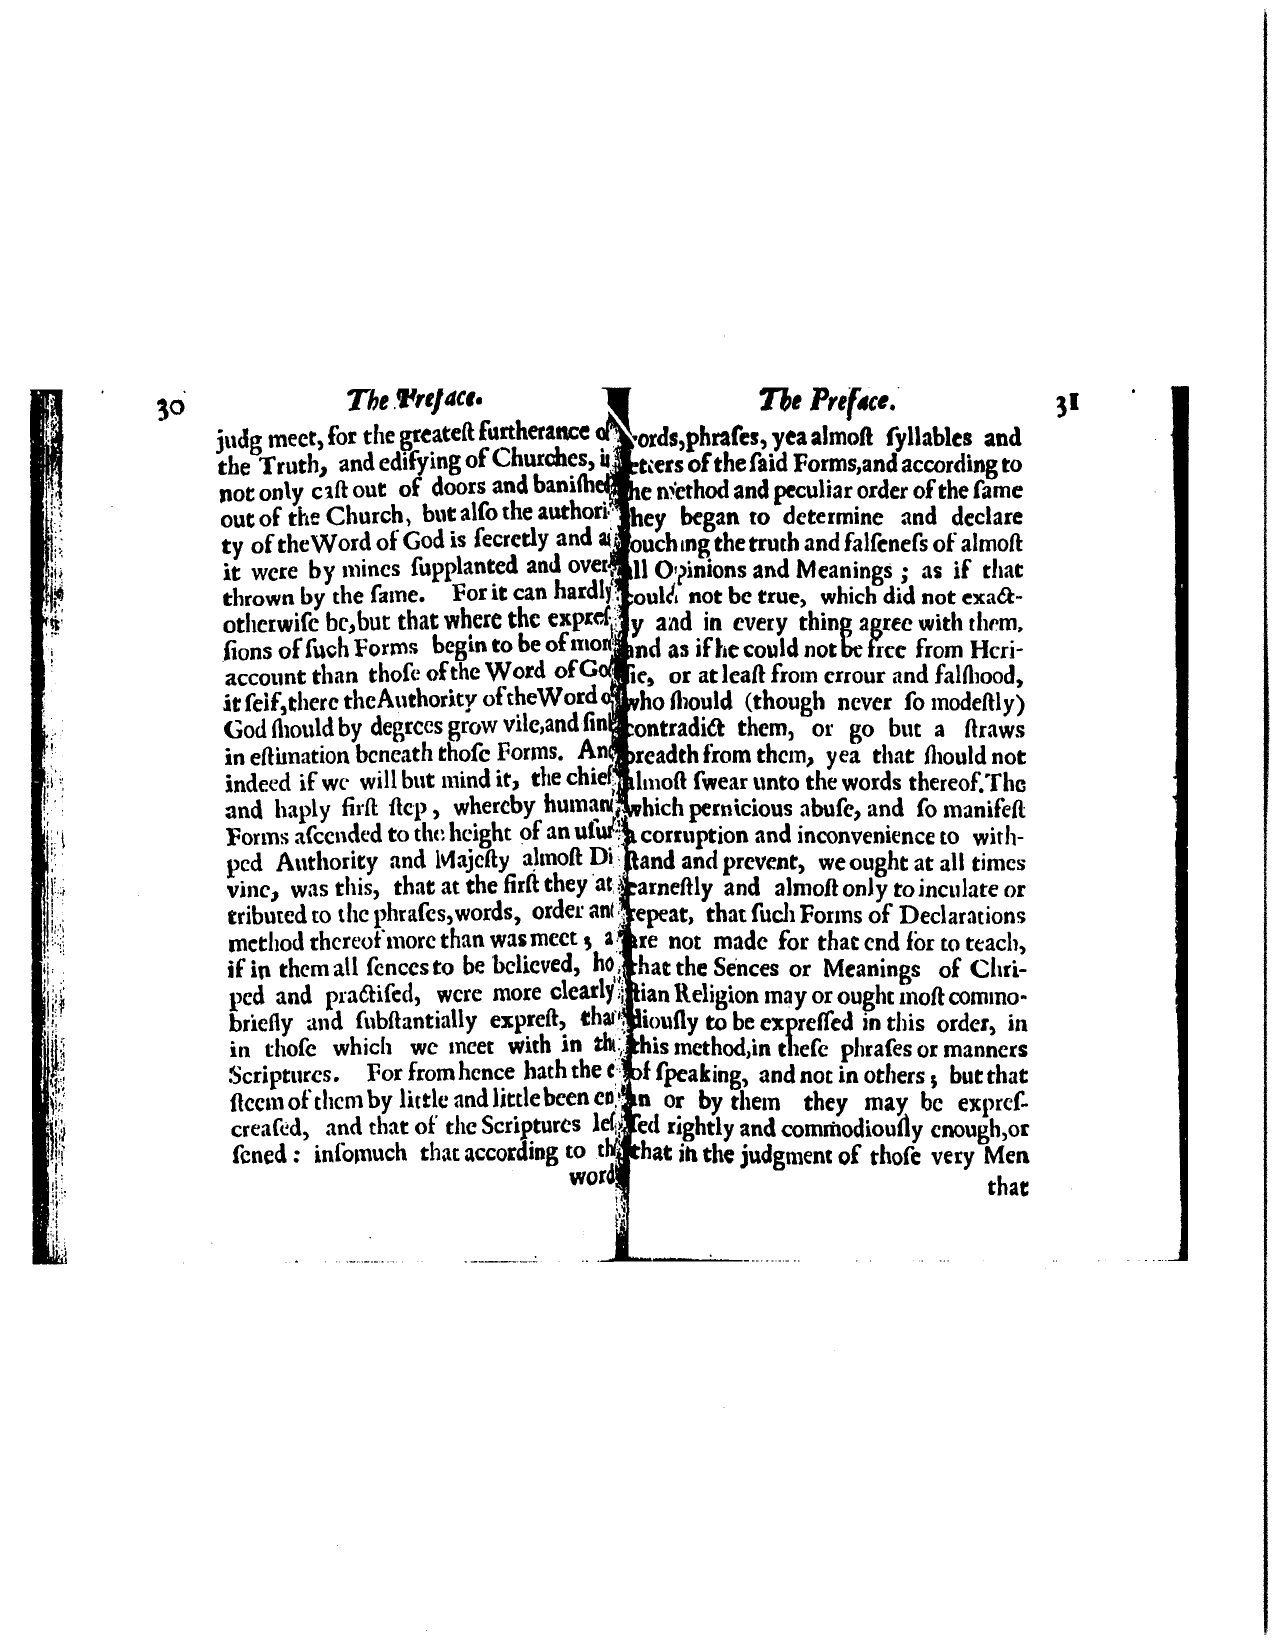 30 The Preface.
judg meet, for the greateſt furtherance of
the Truth, and edifying of Churches, is
not only caſt out of doors and baniſhed
out of the Church, but alſo the authori-
ty of the Word of God is ſecretly and as
it were by mines ſupplanted and over-
thrown by the ſame. For it can hardly
otherwiſe be, but that where the expreſ-
ſions of ſuch Forms begin to be of more
account than thoſe of the Word of God
it ſelf, there the Authority of the Word of
God ſhould by degrees grow vile, and ſink
in eſtimation beneath thoſe Forms. And
indeed if we will but mind it, the chief
and haply firſt ſtep, whereby humane
Forms aſcended to the height of an uſur-
ped Authority and Majeſty almoſt Di
vine, was this, that at the firſt they at
tributed to the phraſes, words, order and
method thereof more than was meet; as
if in them all ſences to be believed, ho
ped and practiſed, were more clearly
briefly and ſubſtantially expreſt, than
in thoſe which we meet with in the
Scriptures. For from hence hath the e
ſteem of them by little and little been en
creaſed, and that of the Scriptures leſ-
ſened: inſomuch that according to the
word
The Preface. 31
words, phraſes, yea almoſt ſyllables and
letters of the ſaid Forms, and according to
the method and peculiar order of the ſame
they began to determine and declare
touching the truth and falſeneſs of almoſt
all Opinions and Meanings; as if that
could not be true, which did not exact-
ly and in every thing agree with them,
and as if he could not be free from Heri-
ſie, or at leaſt from errour and falſhood,
who ſhould (though never ſo modeſtly)
contradict them, or go but a ſtraws
breadth from them, yea that ſhould not
almoſt ſwear unto the words thereof. The
which pernicious abuſe, and ſo manifeſt
a corruption and inconvenience to with-
ſtand and prevent, we ought at all times
earneſtly and almoſt only to inculate or
repeat, that ſuch Forms of Declarations
are not made for that end for to teach,
that the Sences or Meanings of Chri-
ſtian Religion may or ought moſt commo-
diouſly to be expreſſed in this order, in
this method, in theſe phraſes or manners
of ſpeaking, and not in others; but that
in or by them they may be expreſ-
ſed rightly and commodiouſly enough, or
that in the judgment of thoſe very Men
that